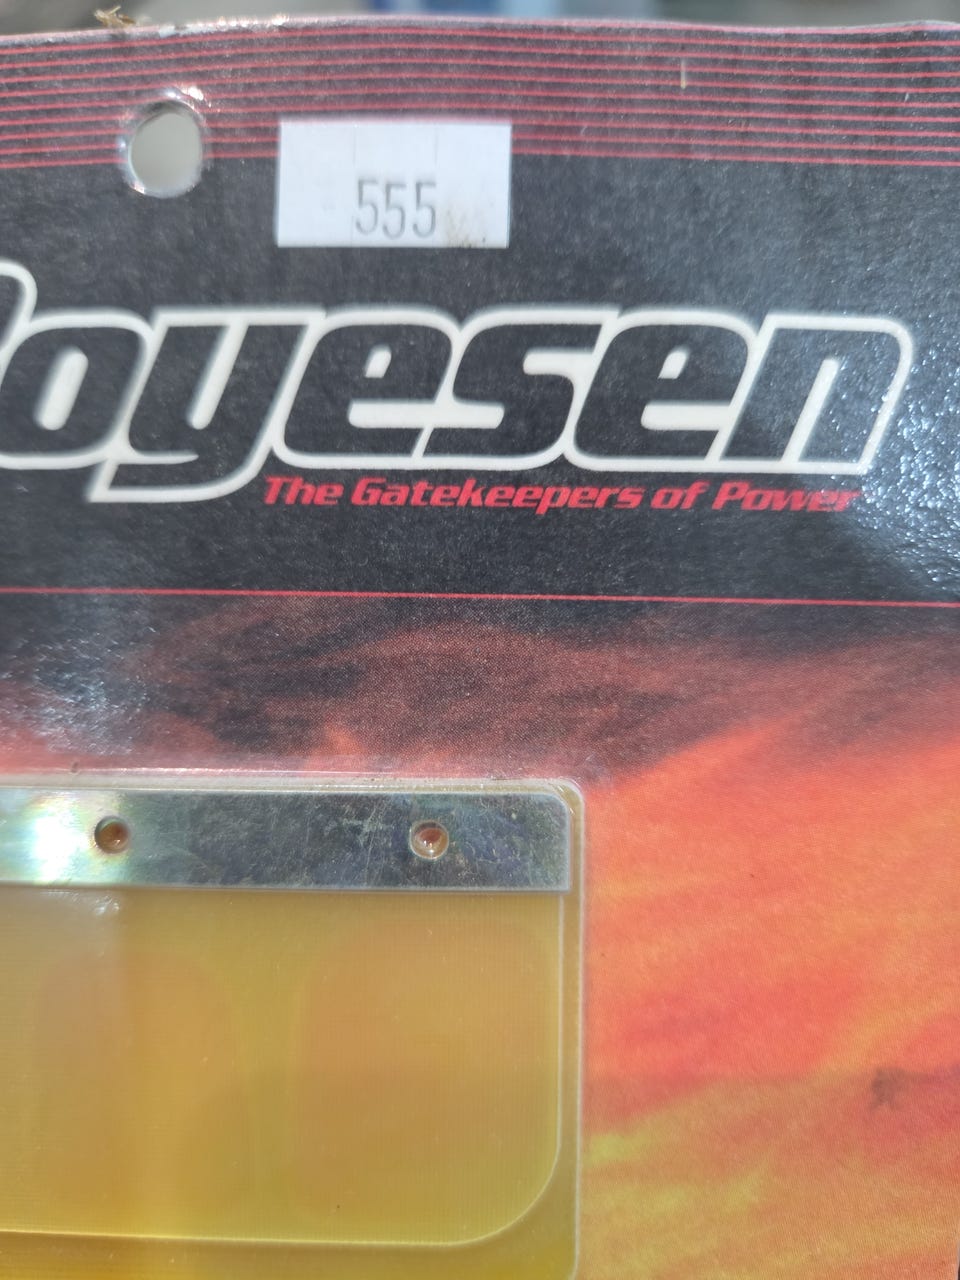 555
oyesen
The Gatekeepers of Power